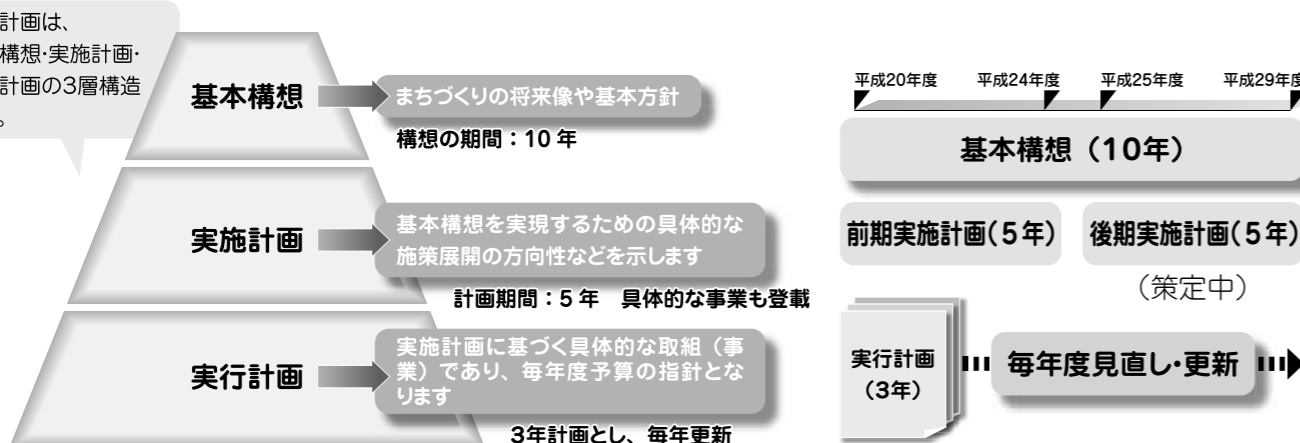 計画は、
構想・実施計画・
計画の3層構造
。
基本構想
まちづくりの将来像や基本方針
構想の期間：10 年
実施計画
基本構想を実現するための具体的な
施策展開の方向性などを示します
計画期間：5 年　具体的な事業も登載
実行計画
実施計画に基づく具体的な取組（事
業）であり、毎年度予算の指針とな
ります
3年計画とし、毎年更新
平成20年度　平成24年度　平成25年度　平成29年度
基本構想（10年）
前期実施計画(５年)　後期実施計画(５年)
（策定中）
実行計画
（3年）
毎年度見直し・更新